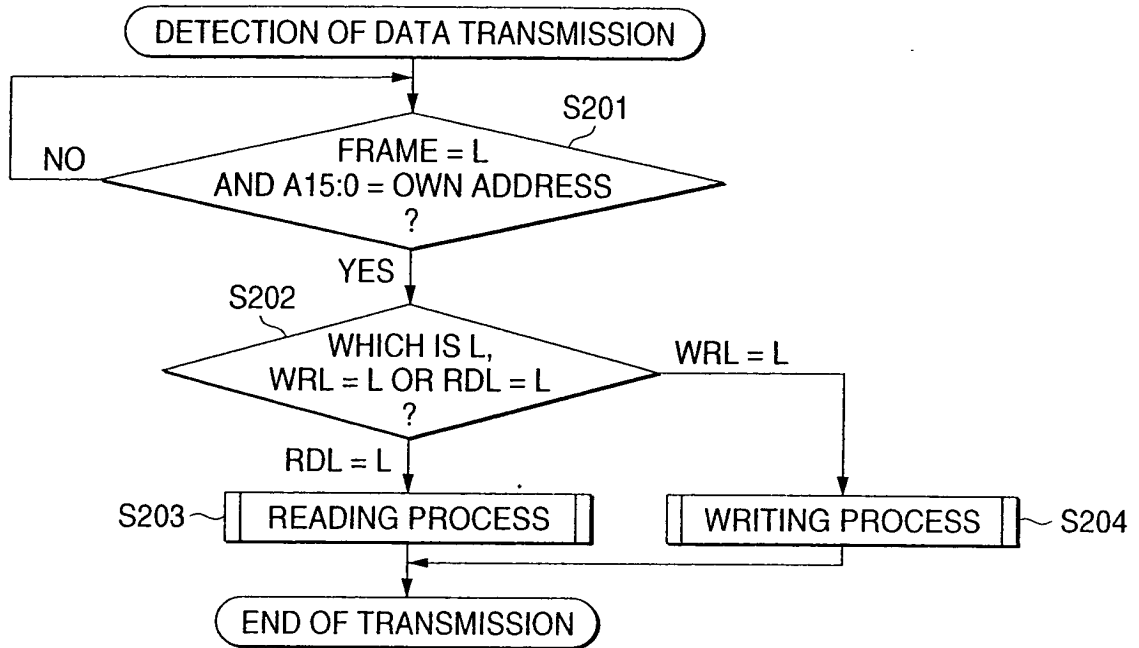 DETECTION OF DATA TRANSMISSION
S201
FRAME = L
NO
AND A15:0 = OWN ADDRESS
?
YES
S202
WHICH IS L,
WRL = L
WRL = L OR RDL = L
?
RDL = L
S203
READING PROCESS
WRITING PROCESS
S204
END OF TRANSMISSION